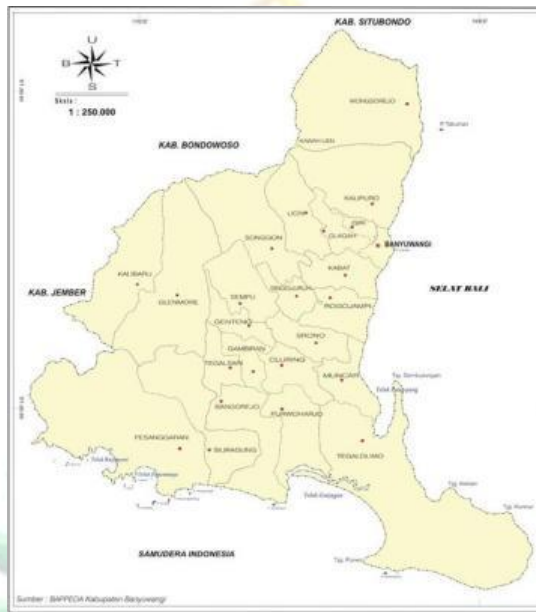 KAB. SITUBONDO
U
B T
S
Skala :
1 : 250.000
WONGSOREJO
P. Tabuhan
KAB. BONDOWOSO
KALIPURO
LICIN
GIRI
GLAGAH
BANYUWANGI
SONGGON
KABAT
KALIBARU
KAB. JEMBER
GLENMORE
SEMPU
SINGOJURUH
ROGOJAMPI
SELAT BALI
GENTENG
SRONO
GAMBIRAN
CLURING
TEGALSARI
MUNCAR
BANGOREJO
PURWOHARJO
PESANGGARAN
SILIRAGUNG
TEGALDLIMO
SAMUDERA INDONESIA
Sumber : BAPPEDA Kabupaten Banyuwangi